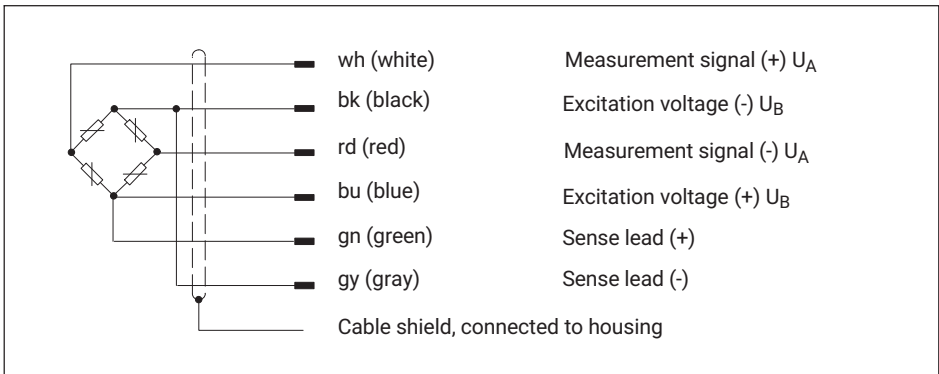 wh (white) Measurement signal (+) UA
bk (black) Excitation voltage (-) UB
rd (red) Measurement signal (-) UA
bu (blue) Excitation voltage (+) UB
gn (green) Sense lead (+)
gy (gray) Sense lead (-)
Cable shield, connected to housing